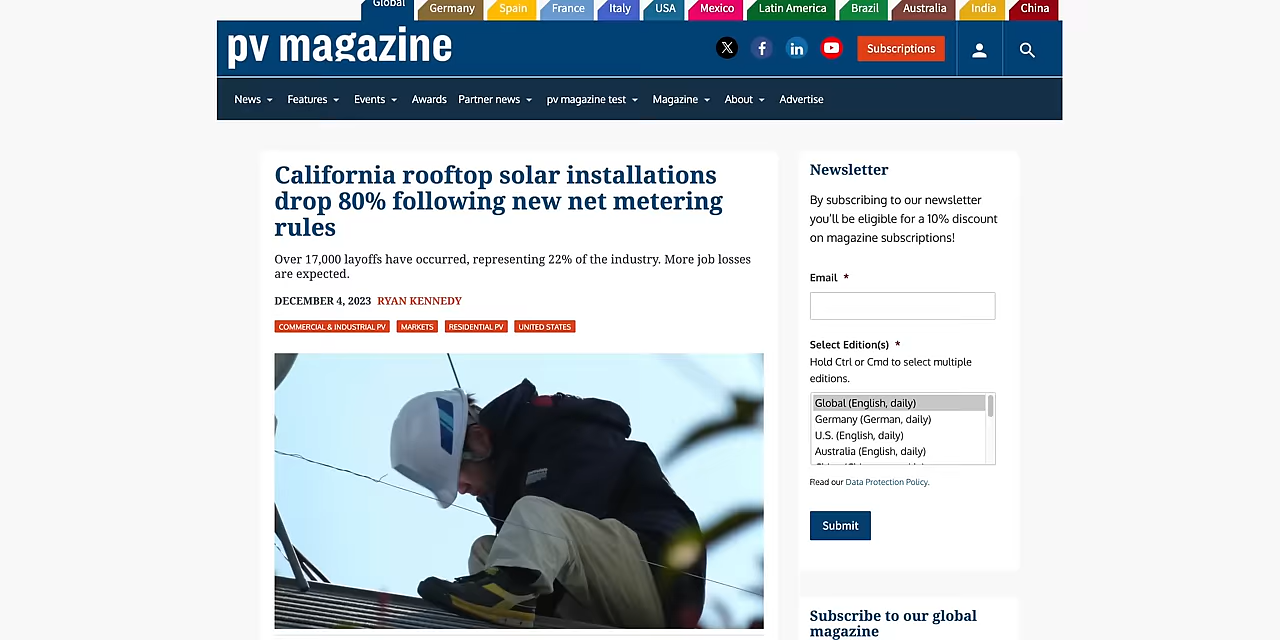 Global
Germany
Spain
France
Italy
USA
Mexico
Latin America
Brazil
Australia
India
China
pv magazine
Subscriptions
News
Features
Events
Awards
Partner news
pv magazine test
Magazine
About
Advertise
California rooftop solar installations
drop 80% following new net metering
rules
Over 17,000 layoffs have occurred, representing 22% of the industry. More job losses
are expected.
DECEMBER 4, 2023 RYAN KENNEDY
COMMERCIAL & INDUSTRIAL PV
MARKETS
RESIDENTIAL PV
UNITED STATES
Newsletter
By subscribing to our newsletter
you'll be eligible for a 10% discount
on magazine subscriptions!
Email *
Select Edition(s) *
Hold Ctrl or Cmd to select multiple
editions.
Global (English, daily)
Germany (German, daily)
U.S. (English, daily)
Australia (English, daily)
Read our Data Protection Policy.
Submit
Subscribe to our global
magazine